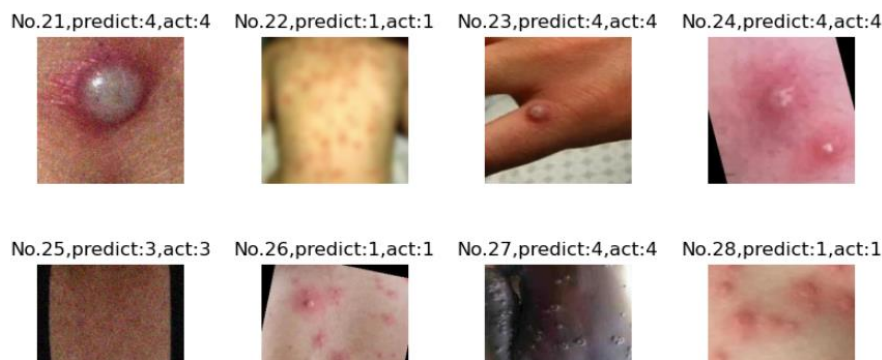 No.21,predict:4,act:4
No.22,predict:1,act:1
No.23,predict:4,act:4
No.24,predict:4,act:4
No.25,predict:3,act:3
No.26,predict:1,act:1
No.27,predict:4,act:4
No.28,predict:1,act:1